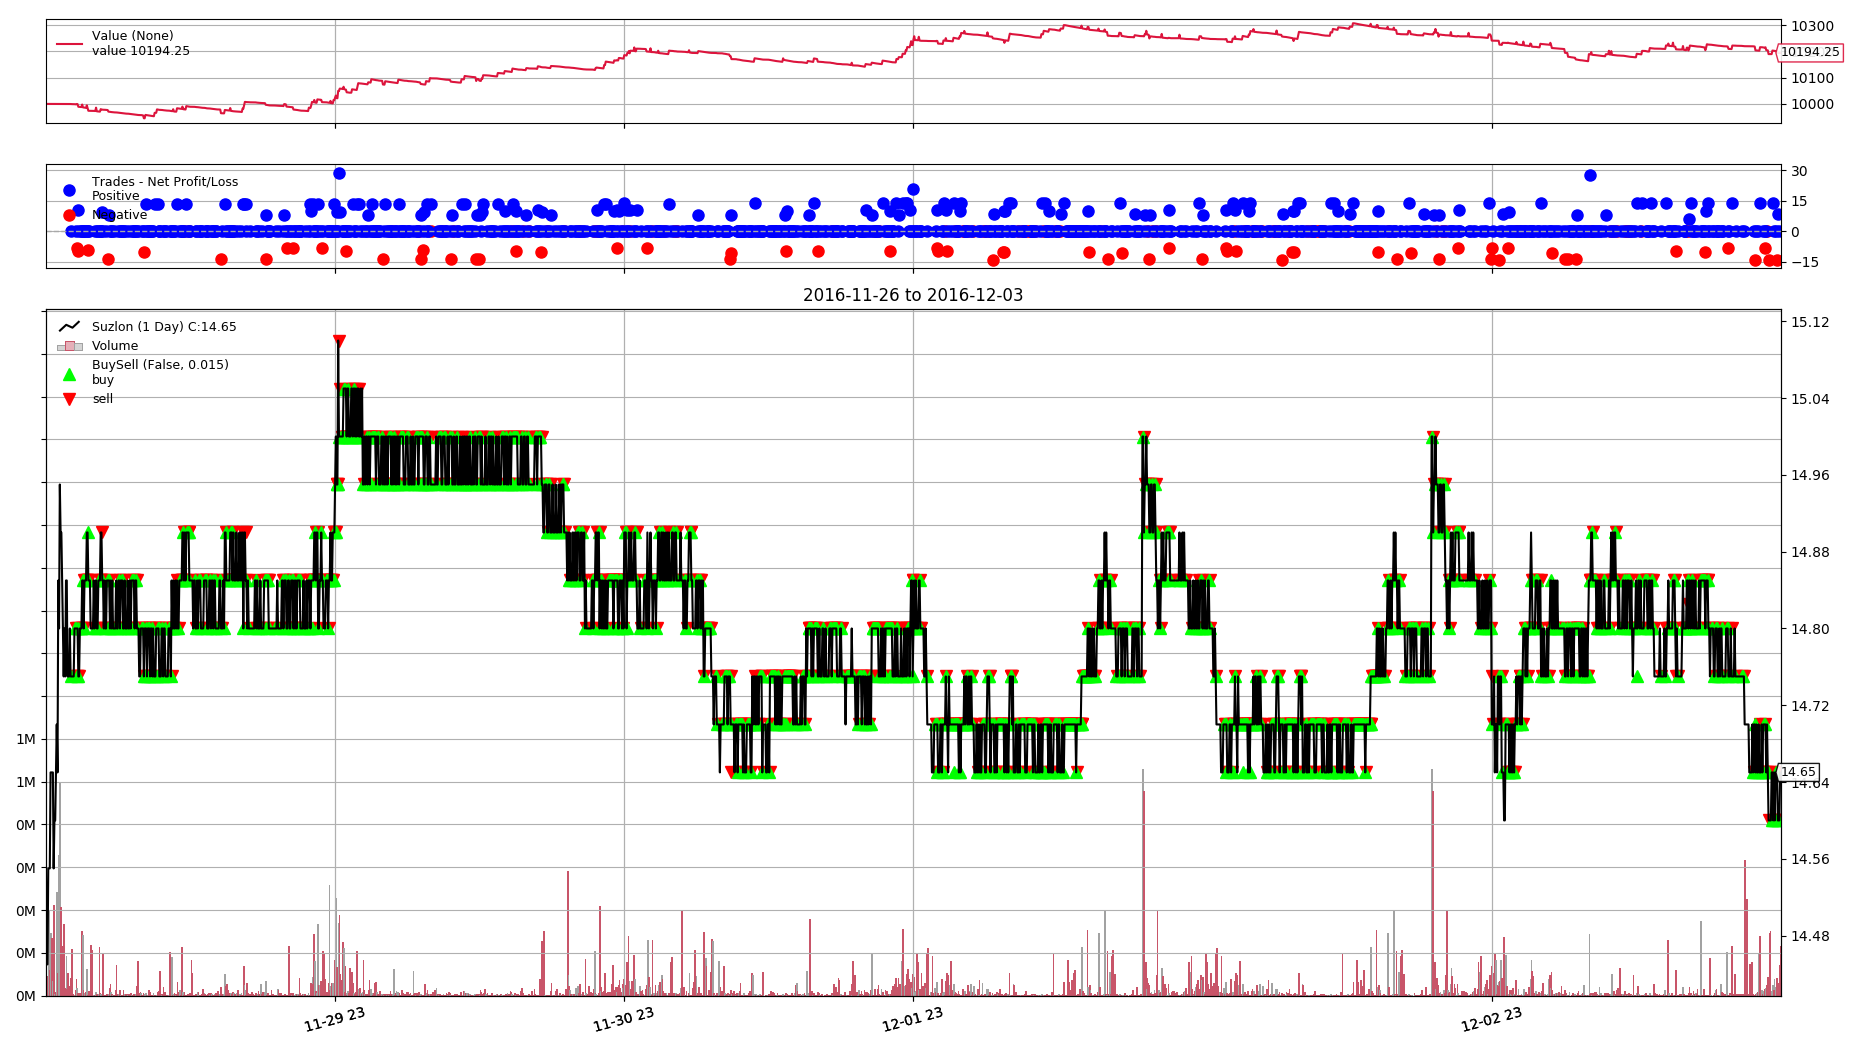 Value (None)
value 10194.25
10300
10194.25
10100
10000
Trades - Net Profit/Loss
Positive
Negative
30
15
0
−15
2016-11-26 to 2016-12-03
Suzlon (1 Day) C:14.65
Volume
BuySell (False, 0.015)
buy
sell
15.12
15.04
14.96
14.88
14.80
14.72
14.65
14.64
14.56
14.48
1M
1M
0M
0M
0M
0M
0M
11-29 23
11-30 23
12-01 23
12-02 23